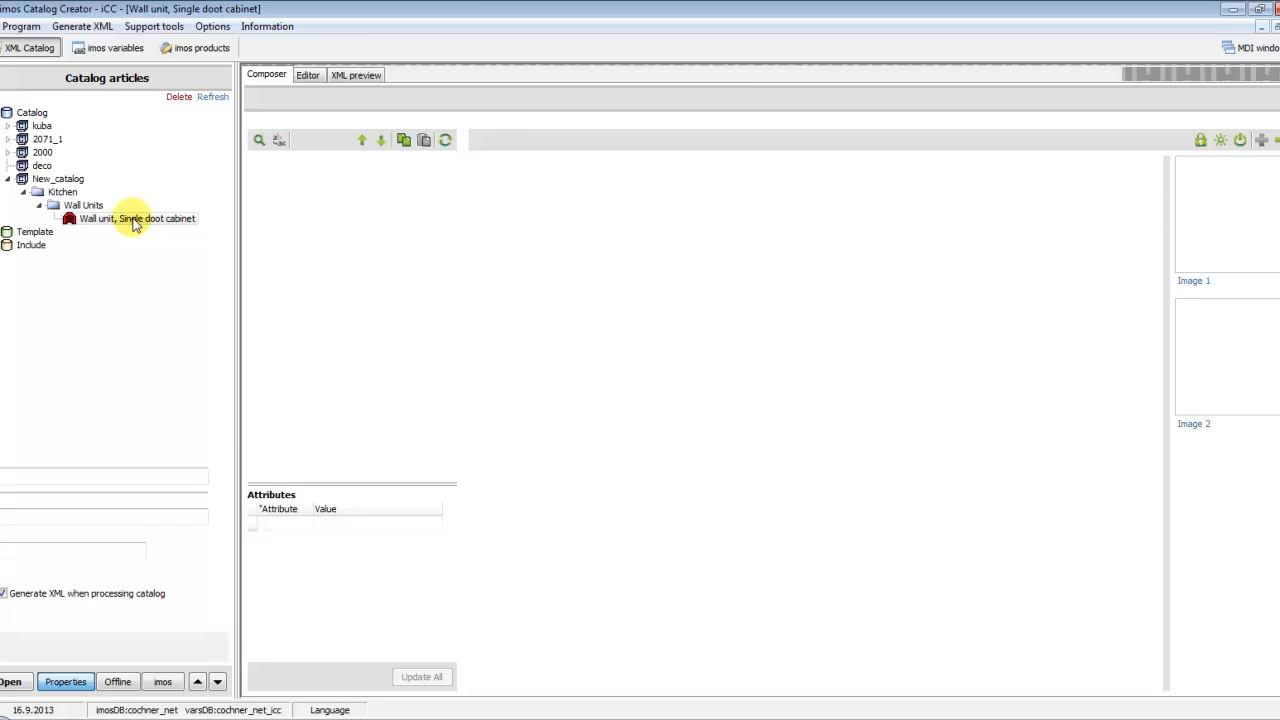 imos Catalog Creator - iCC - [Wall unit, Single doot cabinet]
Program Generate XML Support tools Options Information
XML Catalog imos variables imos products MDI windo
Catalog articles
Composer Editor XML preview
Delete Refresh
Catalog
kuba
2071_1
2000
deco
New_catalog
Kitchen
Wall Units
Wall unit, Single doot cabinet
Template
Include
Image 1
Image 2
Attributes
"Attribute Value
Generate XML when processing catalog
Update All
Open Properties Offline imos
16.9.2013 imosDB:cochner_net varsDB:cochner_net_icc Language